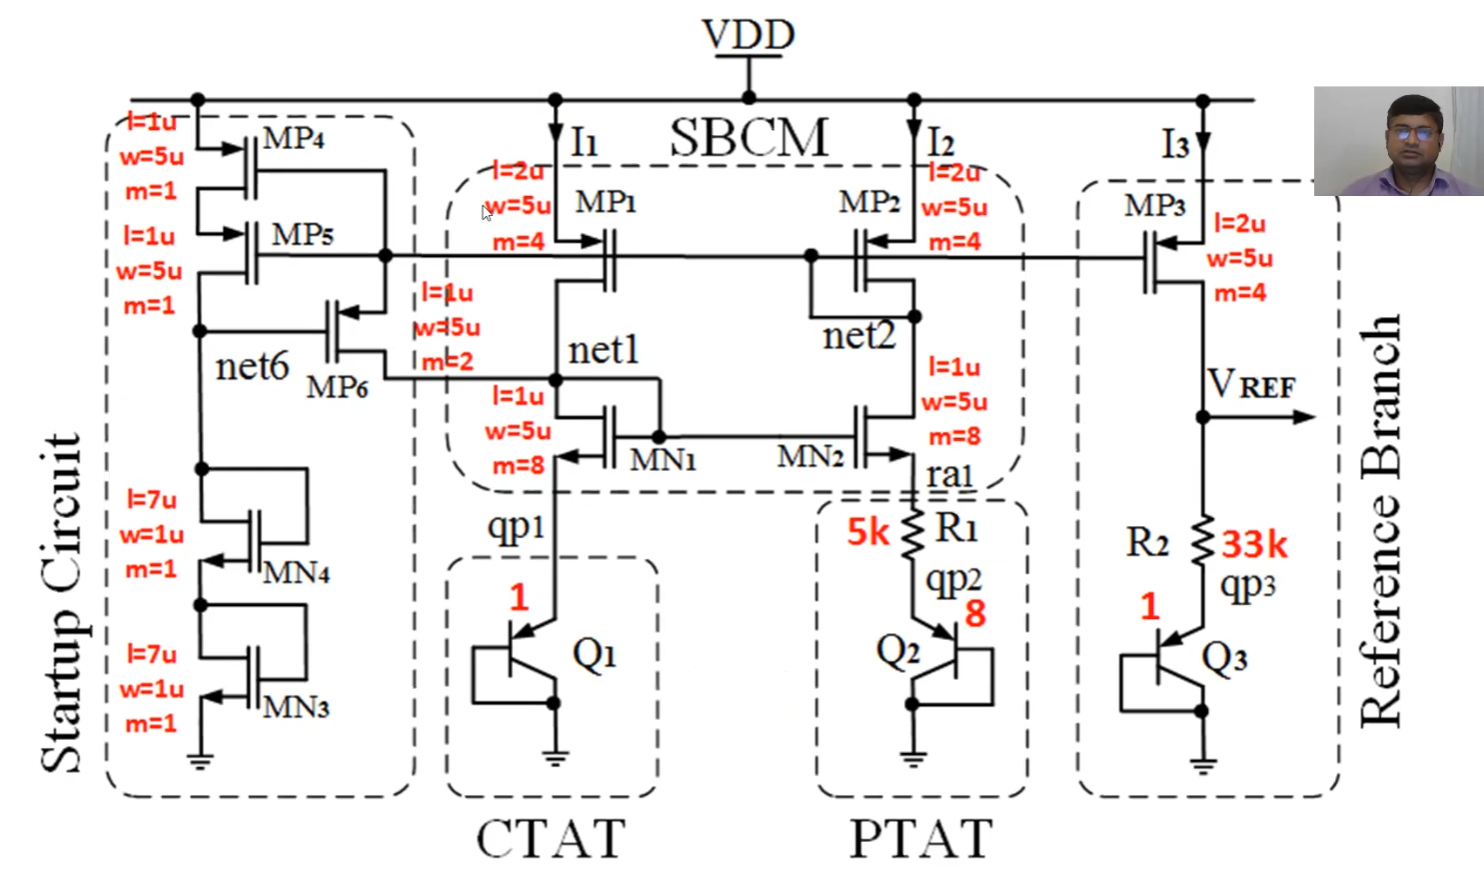 VDD
SBCM
I1
I2
I3
l=1u
w=5u
m=1
MP4
l=1u
w=5u
m=1
MP5
l=2u
w=5u
m=4
MP1
MP2
l=2u
w=5u
m=4
MP3
l=2u
w=5u
m=4
l=1u
w=5u
m=2
MP6
net6
net1
net2
VREF
l=1u
w=5u
m=8
MN1
MN2
l=1u
w=5u
m=8
ra1
qp1
5k
R1
qp2
R2
33k
qp3
l=7u
w=1u
m=1
MN4
l=7u
w=1u
m=1
MN3
1
Q1
8
Q2
1
Q3
Startup Circuit
CTAT
PTAT
Reference Branch